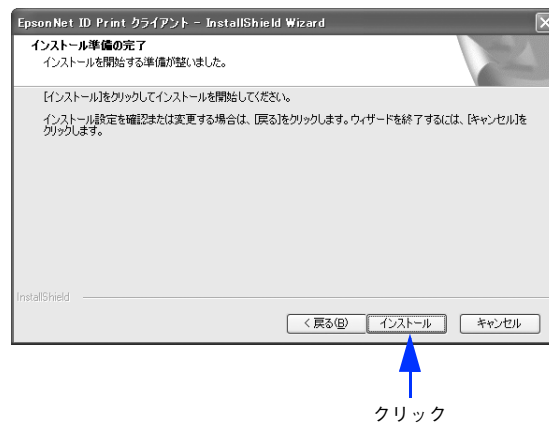 EpsonNet ID Print クライアント - InstallShield Wizard
インストール準備の完了
インストールを開始する準備が整いました。
[インストール]をクリックしてインストールを開始してください。
インストール設定を確認または変更する場合は、[戻る]をクリックします。ウィザードを終了するには、[キャンセル]を
クリックします。
InstallShield
< 戻る(B) インストール キャンセル
クリック